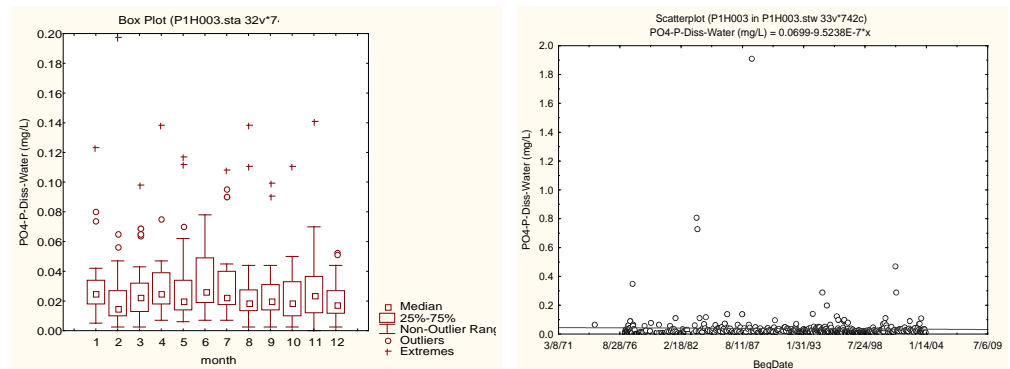 Box Plot (P1H003.sta 32v*7
PO4-P-Diss-Water (mg/L)
0.20
0.18
0.16
0.14
0.12
0.10
0.08
0.06
0.04
0.02
0.00
1 2 3 4 5 6 7 8 9 10 11 12
month
Median
25%-75%
Non-Outlier Rang
Outliers
Extremes
Scatterplot (P1H003 in P1H003.stw 33v*742c)
PO4-P-Diss-Water (mg/L) = 0.0699-9.5238E-7*x
PO4-P-Diss-Water (mg/L)
2.0
1.8
1.6
1.4
1.2
1.0
0.8
0.6
0.4
0.2
0.0
3/8/71 8/28/76 2/18/82 8/11/87 1/31/93 7/24/98 1/14/04 7/6/09
BegDate